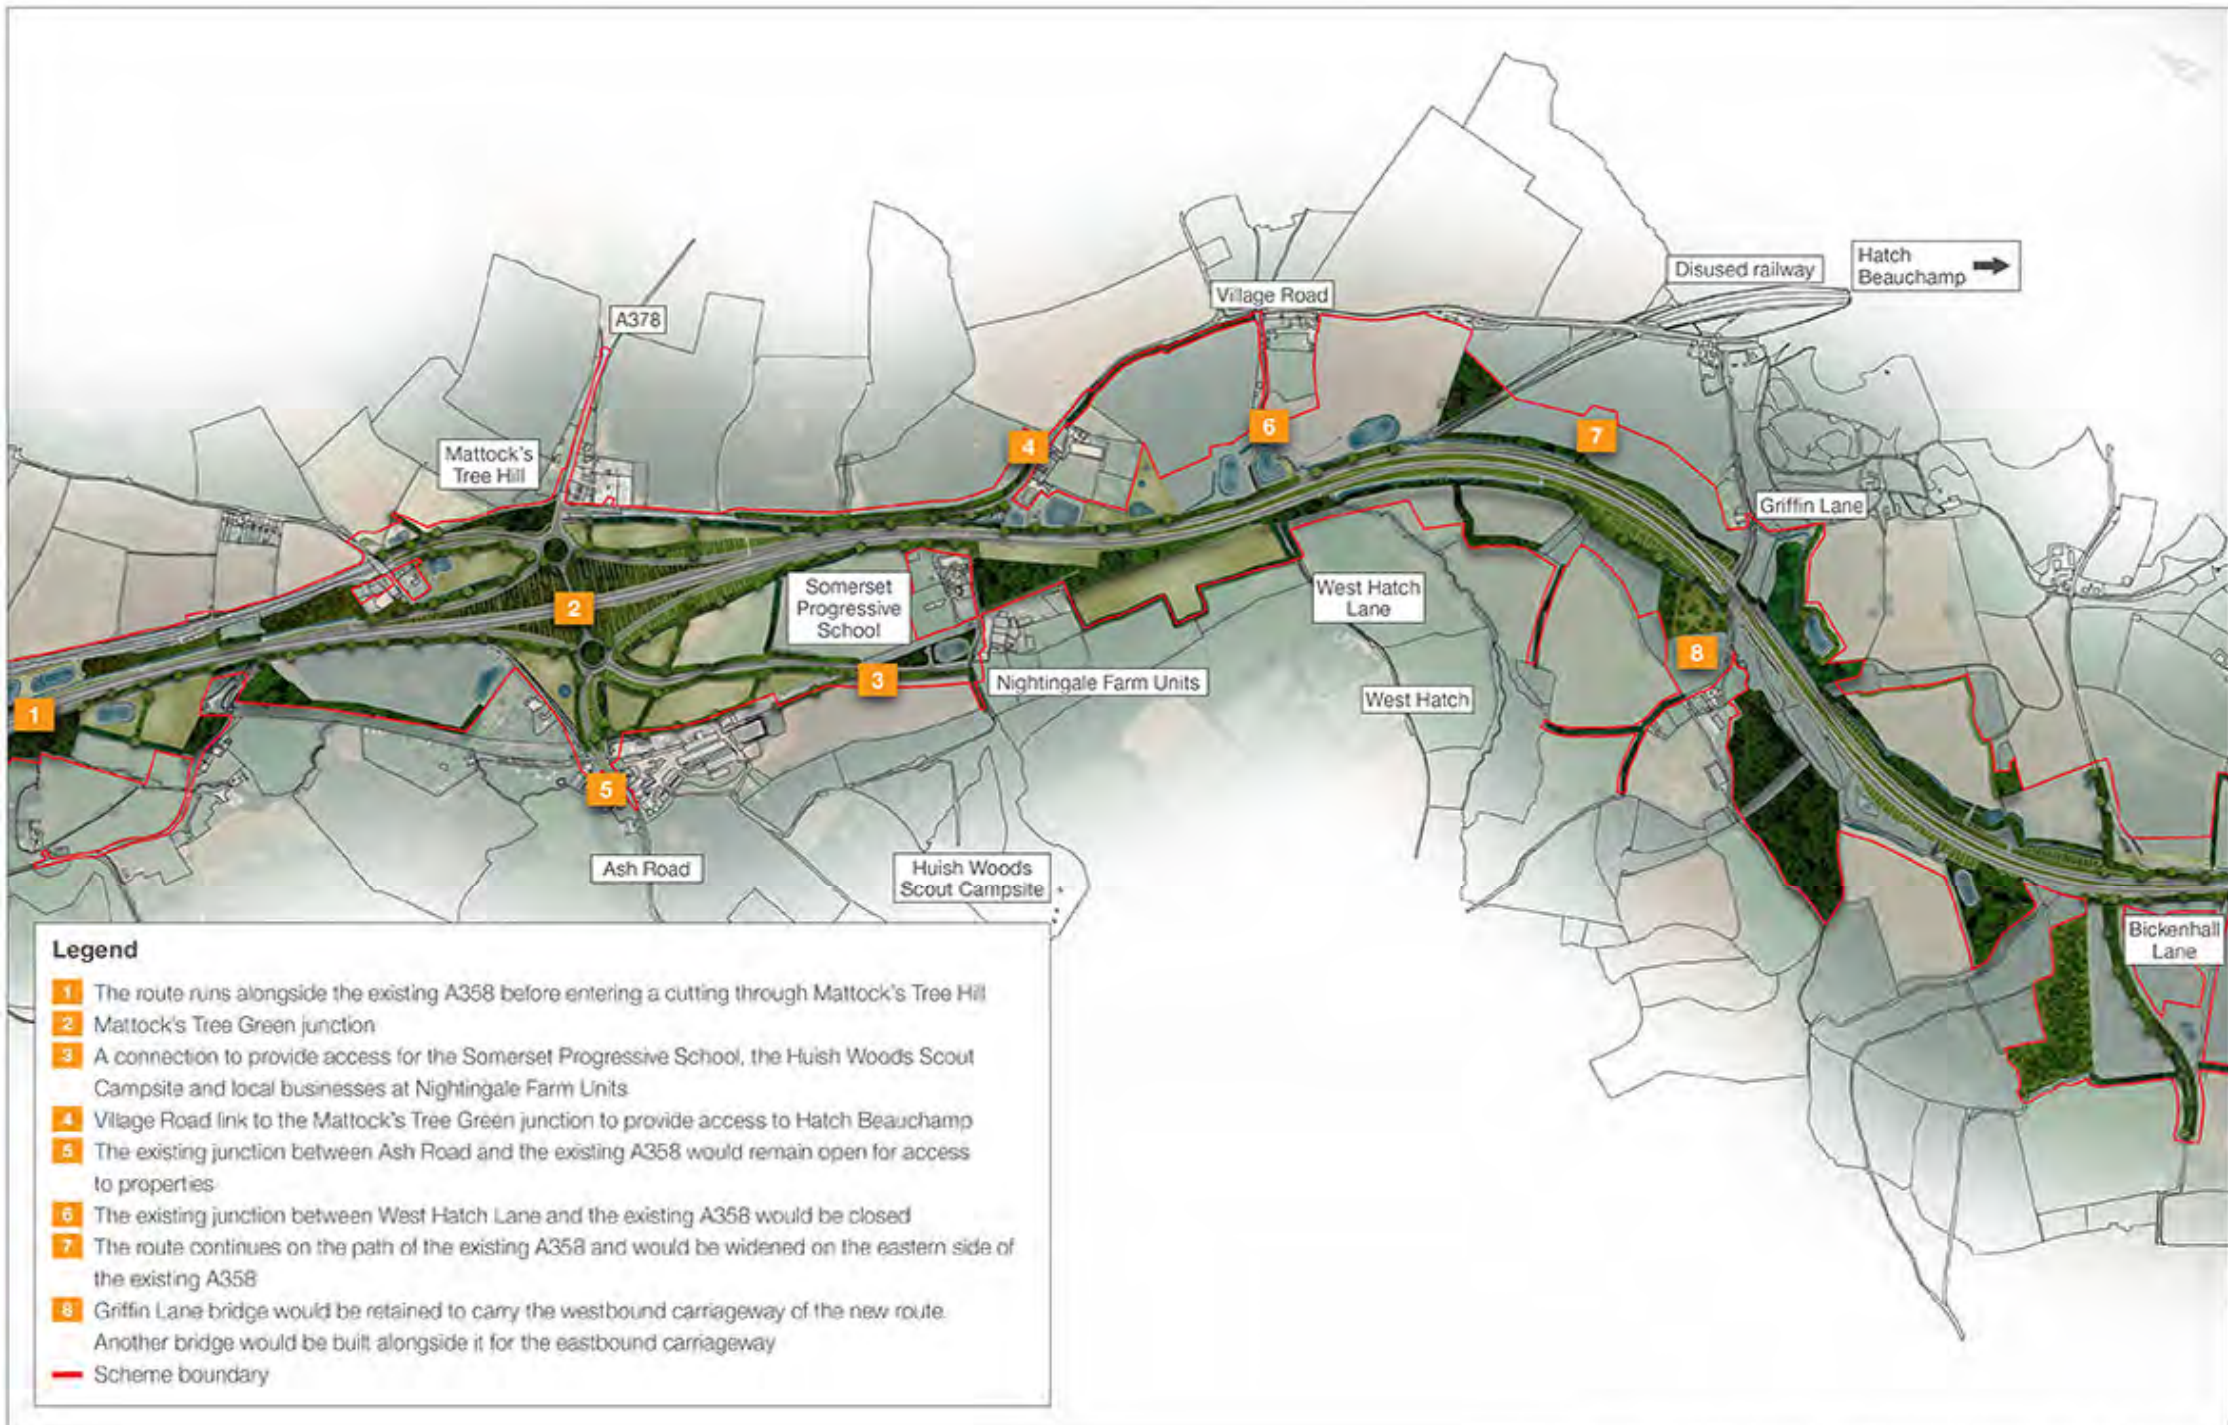 Hatch
Beauchamp
Disused railway
Village Road
A378
Mattock's
Tree Hill
Griffin Lane
Somerset
Progressive
School
West Hatch
Lane
Nightingale Farm Units
West Hatch
Ash Road
Huish Woods
Scout Campsite
Bickenhall
Lane
1
2
3
4
5
6
7
8
Legend
1 The route runs alongside the existing A358 before entering a cutting through Mattock's Tree Hill
2 Mattock's Tree Green junction
3 A connection to provide access for the Somerset Progressive School, the Huish Woods Scout
Campsite and local businesses at Nightingale Farm Units
4 Village Road link to the Mattock's Tree Green junction to provide access to Hatch Beauchamp
5 The existing junction between Ash Road and the existing A358 would remain open for access
to properties
6 The existing junction between West Hatch Lane and the existing A358 would be closed
7 The route continues on the path of the existing A358 and would be widened on the eastern side of
the existing A358
8 Griffin Lane bridge would be retained to carry the westbound carriageway of the new route.
Another bridge would be built alongside it for the eastbound carriageway
Scheme boundary